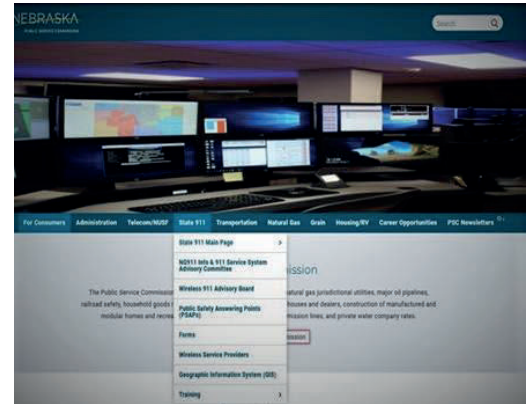 NEBRASKA
PUBLIC SERVICE COMMISSION
Search
For Consumers Administration Telecom/NUSF State 911 Transportation Natural Gas Grain Housing/RV Career Opportunities PSC Newsletters
State 911 Main Page
NG911 Info & 911 Service System
Advisory Committee
Wireless 911 Advisory Board
Public Safety Answering Points
(PSAPs)
Forms
Wireless Service Providers
Geographic Information System (GIS)
Training
ission
The Public Service Commission
natural gas jurisdictional utilities, major oil pipelines,
railroad safety, household goods
houses and dealers, construction of manufactured and
modular homes and recrea
mission lines, and private water company rates.
mission